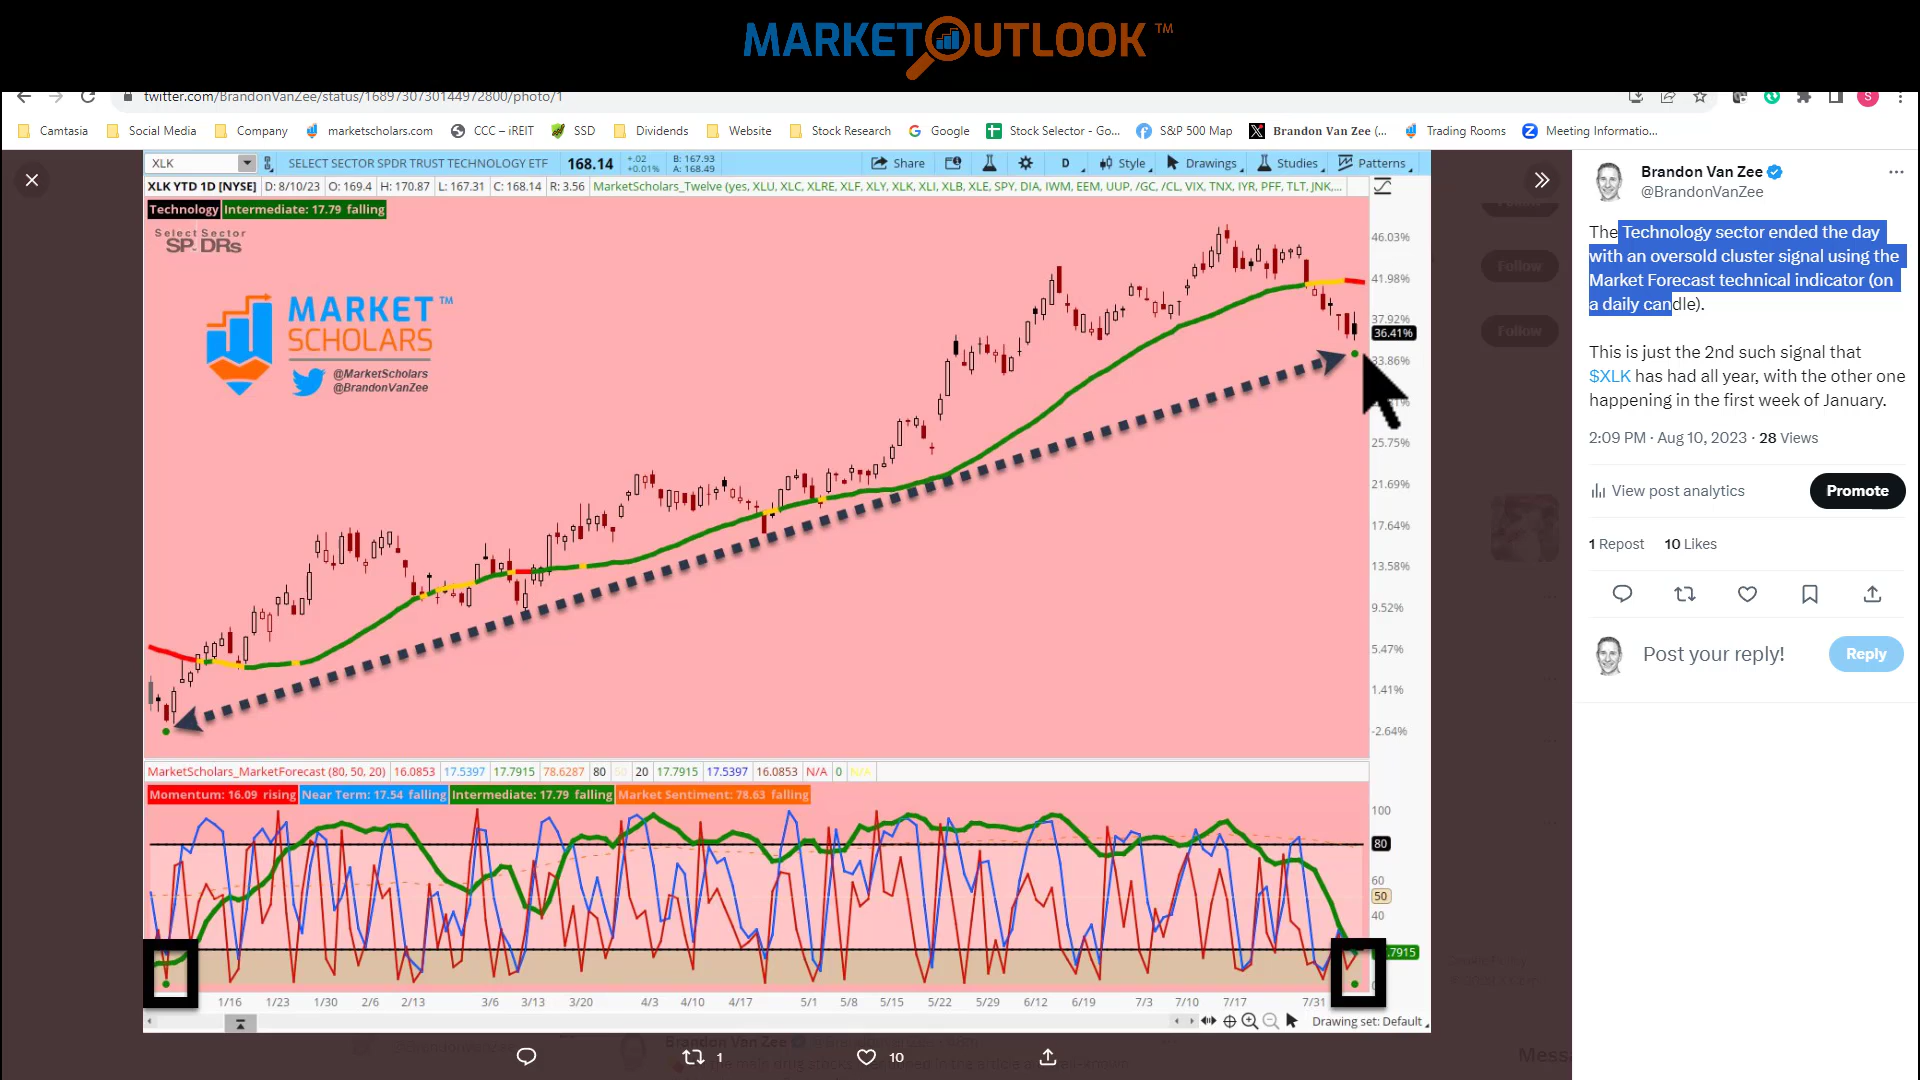 MARKETOUTLOOK™
twitter.com/BrandonVanZee/status/1689730730144972800/photo/1
S
Camtasia
Social Media
Company
marketscholars.com
CCC – iREIT
SSD
Dividends
Website
Stock Research
Google
Stock Selector - Go...
S&P 500 Map
Brandon Van Zee (...
Trading Rooms
Meeting Informatio...
XLK
SELECT SECTOR SPDR TRUST TECHNOLOGY ETF
168.14
+.02
+0.01%
B: 167.93
A: 168.49
Share
D
Style
Drawings
Studies
Patterns
XLK YTD 1D [NYSE]
D: 8/10/23
O: 169.4
H: 170.87
L: 167.31
C: 168.14
R: 3.56
MarketScholars_Twelve (yes, XLU, XLC, XLRE, XLF, XLY, XLK, XLI, XLB, XLE, SPY, DIA, IWM, EEM, UUP, /GC, /CL, VIX, TNX, IYR, PFF, TLT, JNK,...
Technology
Intermediate: 17.79 falling
Select Sector
SPDRs
MARKET™
SCHOLARS
@MarketScholars
@BrandonVanZee
46.03%
41.98%
37.92%
36.41%
33.86%
25.75%
21.69%
17.64%
13.58%
9.52%
5.47%
1.41%
-2.64%
MarketScholars_MarketForecast (80, 50, 20)
16.0853
17.5397
17.7915
78.6287
80
50
20
17.7915
17.5397
16.0853
N/A
0
N/A
Momentum: 16.09 rising
Near Term: 17.54 falling
Intermediate: 17.79 falling
Market Sentiment: 78.63 falling
100
80
60
50
40
.7915
1/16
1/23
1/30
2/6
2/13
3/6
3/13
3/20
4/3
4/10
4/17
5/1
5/8
5/15
5/22
5/29
6/12
6/19
7/3
7/10
7/17
7/31
Drawing set: Default
1
10
Follow
Follow
Brandon Van Zee
@BrandonVanZee
The Technology sector ended the day
with an oversold cluster signal using the
Market Forecast technical indicator (on
a daily candle).
This is just the 2nd such signal that
$XLK has had all year, with the other one
happening in the first week of January.
2:09 PM · Aug 10, 2023 · 28 Views
View post analytics
Promote
1 Repost
10 Likes
Post your reply!
Reply
Brandon Van Zee